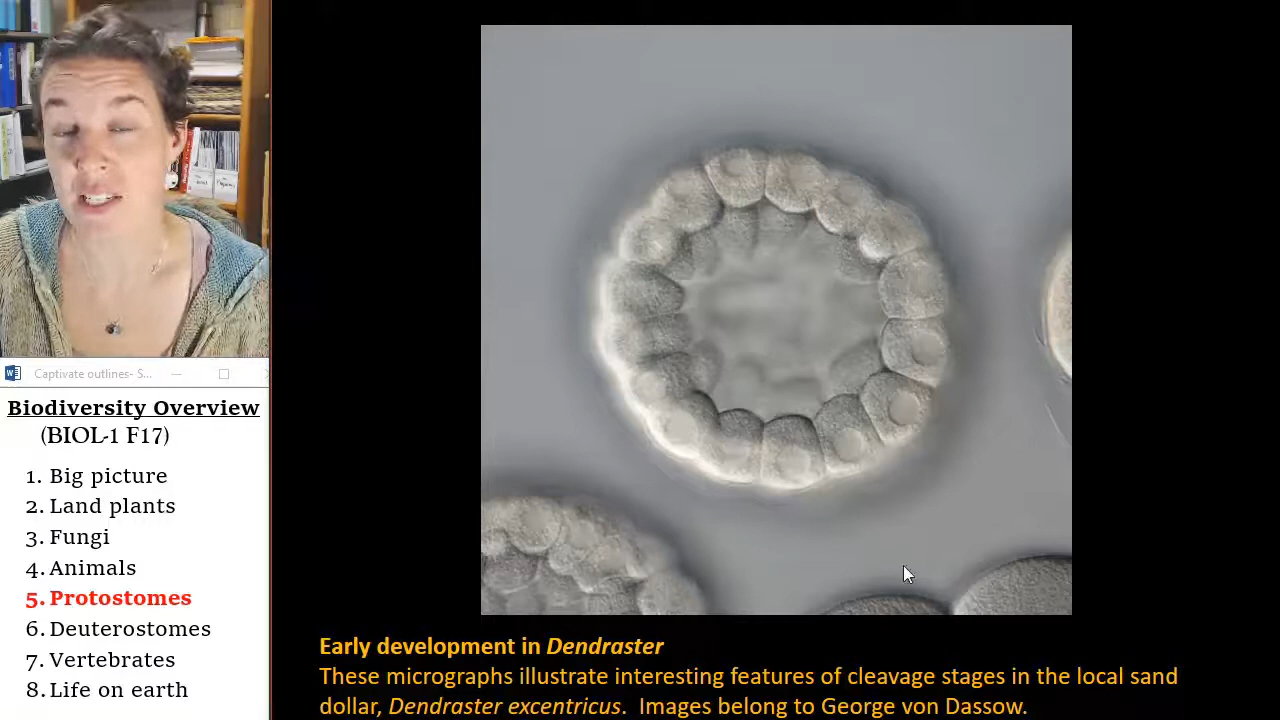 Captivate outlines- S...
Biodiversity Overview
(BIOL-1 F17)
1. Big picture
2. Land plants
3. Fungi
4. Animals
5. Protostomes
6. Deuterostomes
7. Vertebrates
8. Life on earth
Early development in Dendraster
These micrographs illustrate interesting features of cleavage stages in the local sand
dollar, Dendraster excentricus. Images belong to George von Dassow.